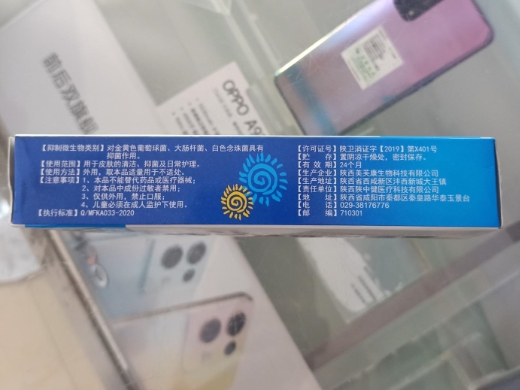 前后双旗舰
OPPO A9
【抑制微生物类别】对金黄色葡萄球菌、大肠杆菌、白色念珠菌具有
抑菌作用。
【使用范围】用于皮肤的清洁、抑菌及日常护理。
【使用方法】外用。取本品适量用于不适处。
【注意事项】1、本品不能替代药品或医疗器械；
2、对本品中成份过敏者禁用；
3、仅供外用。禁止口服；
4、儿童必须在成人监护下使用。
【执行标准】Q/MFKA033-2020
【许可证号】陕卫消证字【2019】第X401号
【贮 存】置阴凉干燥处、密封保存。
【有 效 期】24个月
【生产企业】陕西美芙康生物科技有限公司
【生产地址】陕西省西咸新区沣西新城大王镇
【责任单位】陕西陕中健医疗科技有限公司
【地 址】陕西省咸阳市秦都区秦皇路华泰玉景台
【电 话】029-38176776
【邮 编】710301